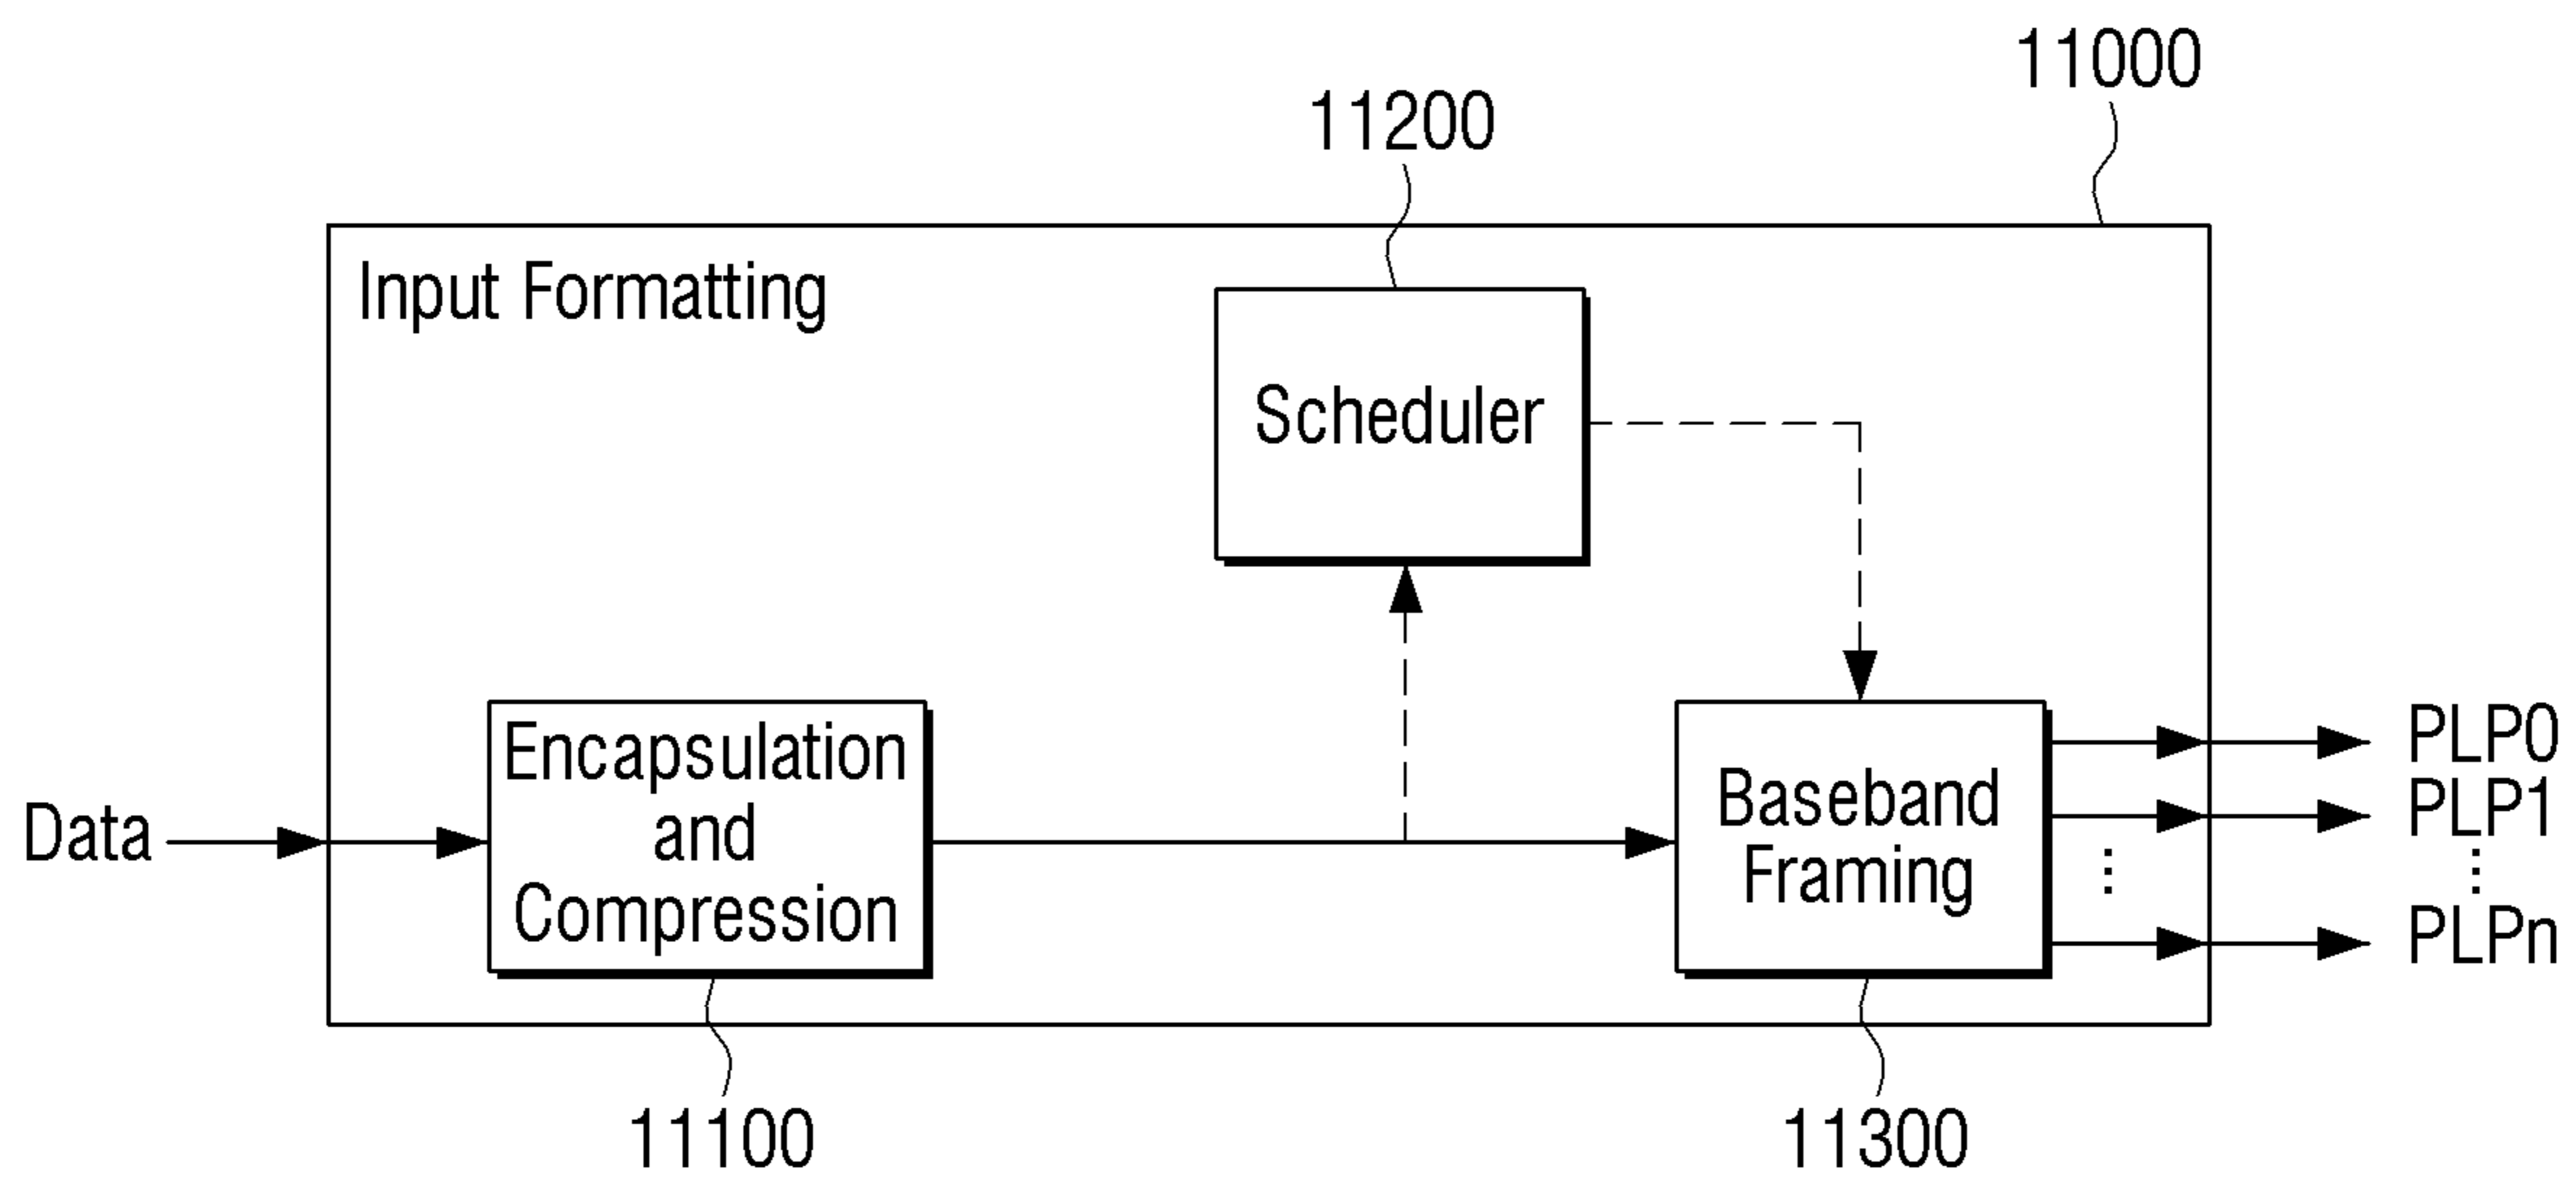 11000
11200
Input Formatting
Scheduler
Encapsulation
and
Compression
Data
Baseband
Framing
PLP0
PLP1
PLPn
11100
11300